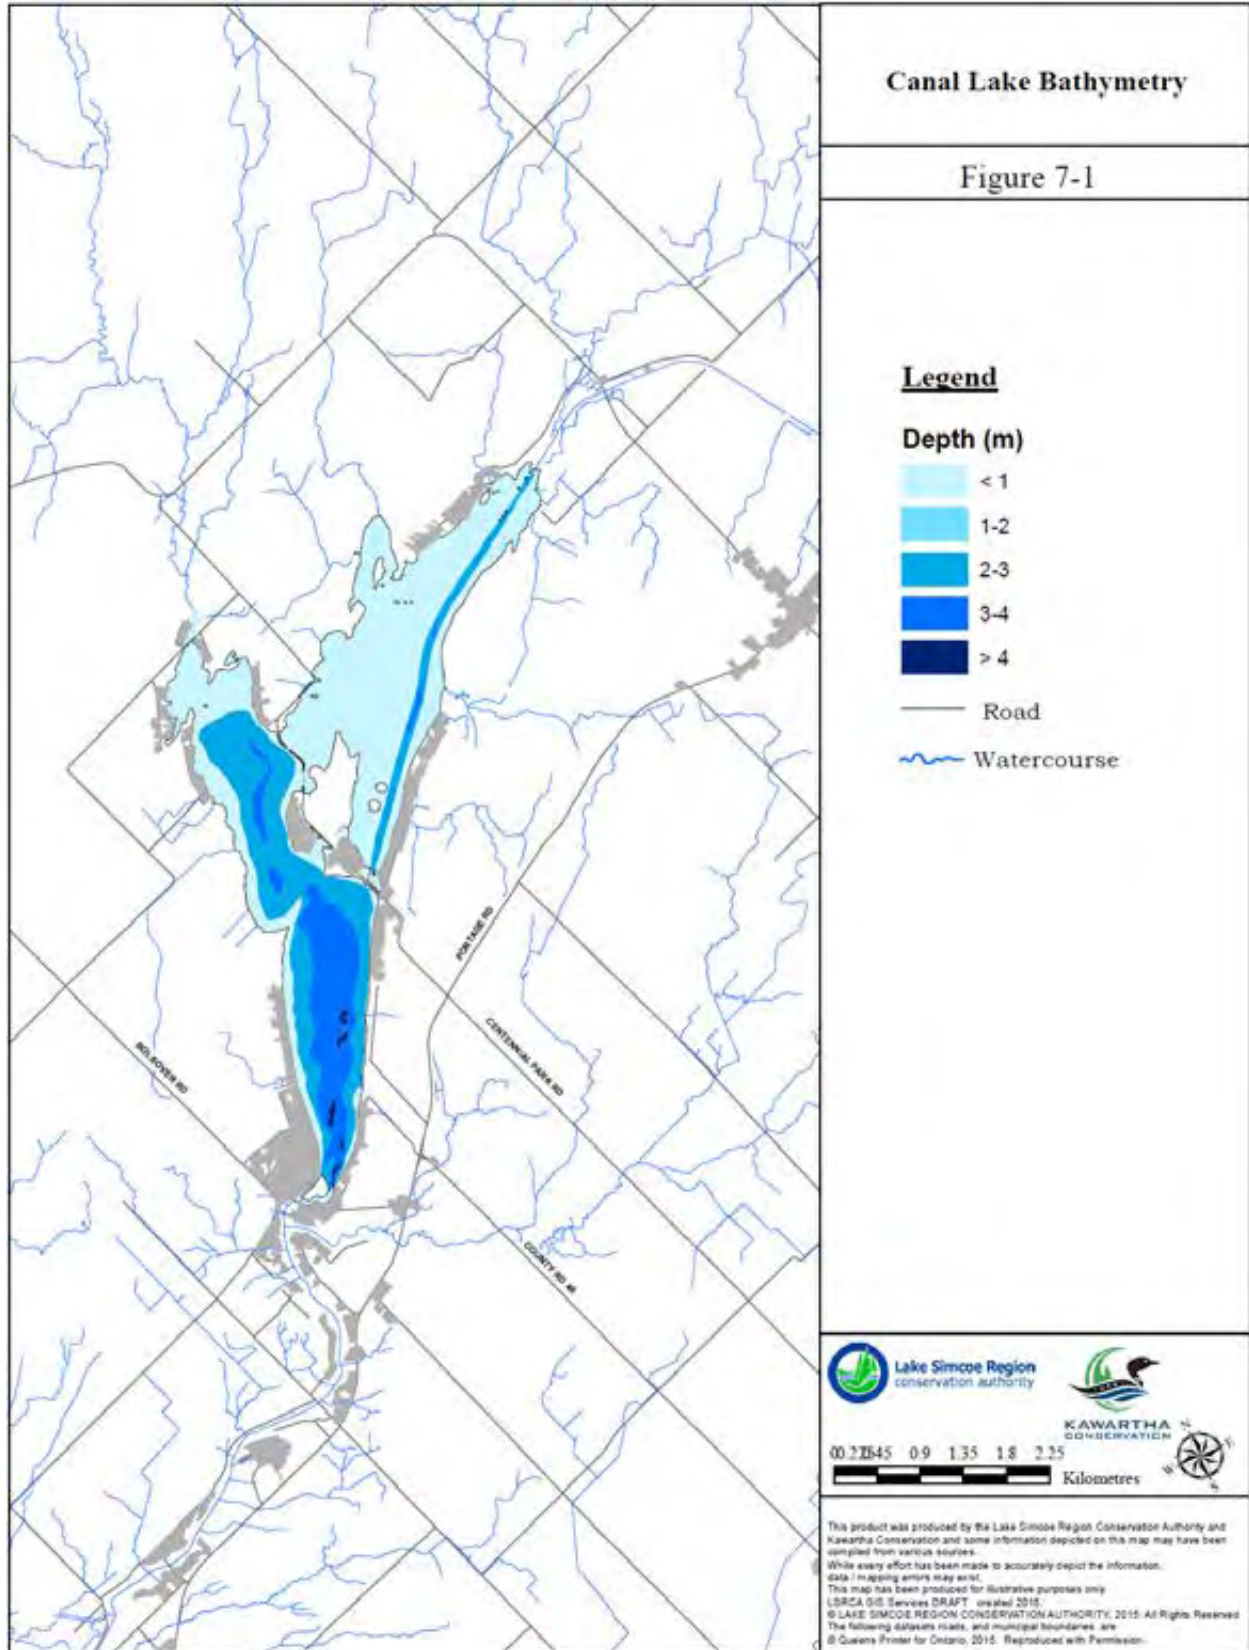 Canal Lake Bathymetry
Figure 7-1
Legend
Depth (m)
< 1
1-2
2-3
3-4
> 4
Road
Watercourse
PORTAGE RD
CENTENNIAL PARK RD
BOLSOVER RD
COUNTY RD 48
Lake Simcoe Region
conservation authority
KAWARTHA
CONSERVATION
N
E
W
S
0.9 1.35 1.8 2.25
Kilometres
This product was produced by the Lake Simcoe Region Conservation Authority and
Kawartha Conservation and some information depicted on this map may have been
compiled from various sources.
While every effort has been made to accurately depict the information,
data / mapping errors may exist.
This map has been produced for illustrative purposes only
LSRCA GIS Services DRAFT created 2015.
© LAKE SIMCOE REGION CONSERVATION AUTHORITY, 2015. All Rights Reserved
The following datasets roads, and municipal boundaries are
© Queens Printer for Ontario, 2015. Reproduced with Permission.